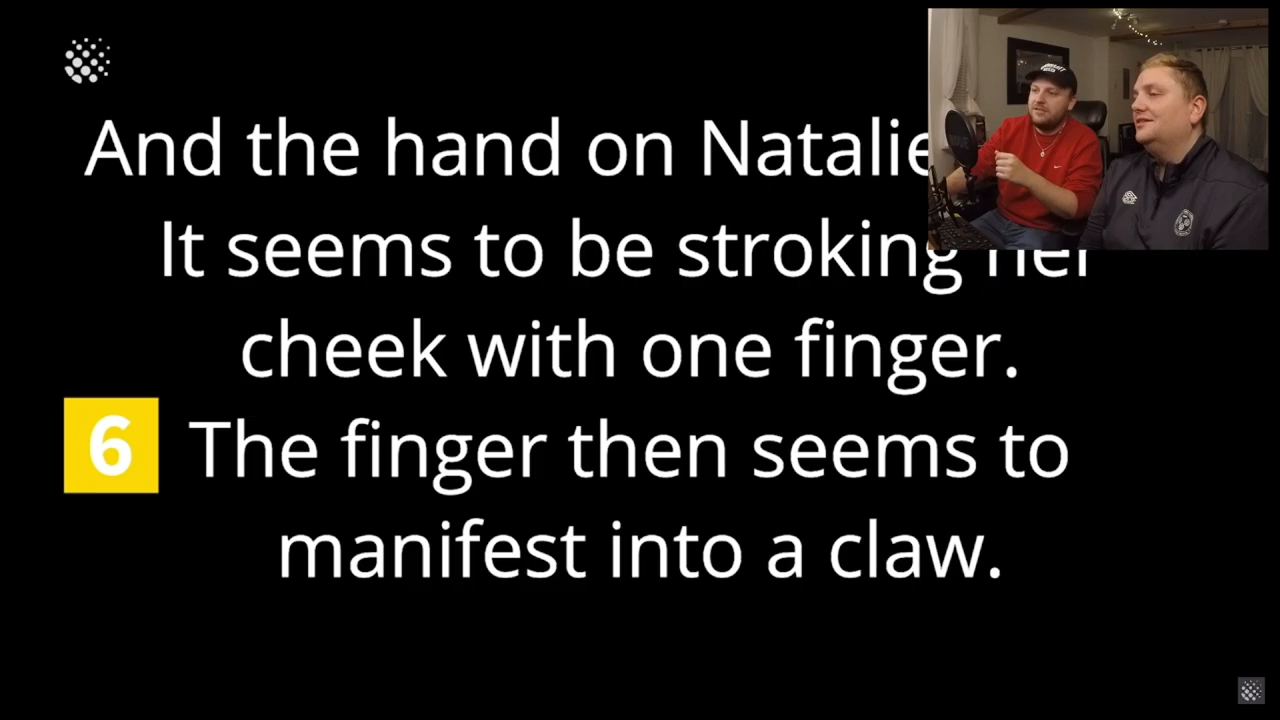 And the hand on Natalie
It seems to be stroking her
cheek with one finger.
6 The finger then seems to
manifest into a claw.